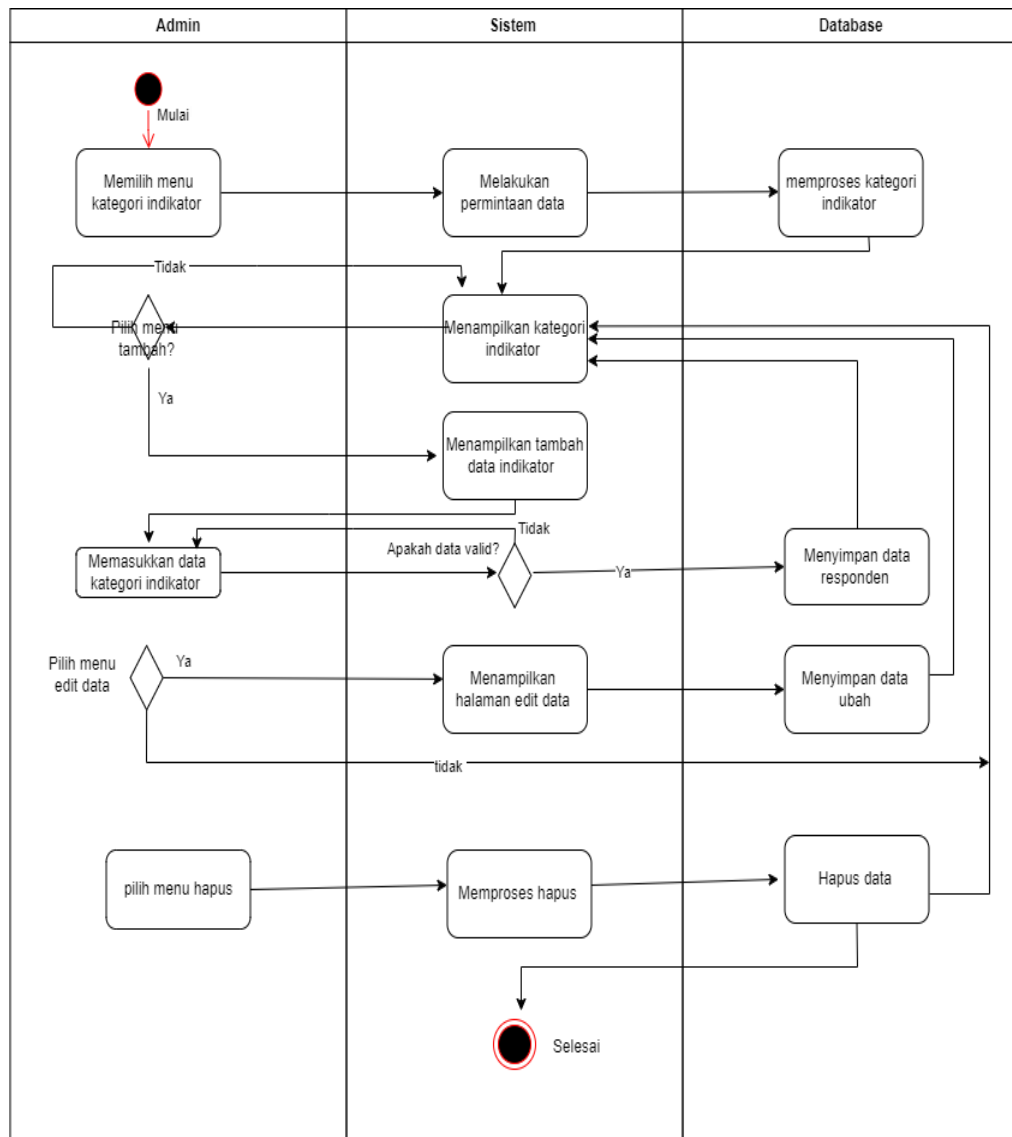 Admin
Sistem
Database
Mulai
Memilih menu
kategori indikator
Melakukan
permintaan data
memproses kategori
indikator
Tidak
Pilih menu
tambah?
Menampilkan kategori
indikator
Ya
Menampilkan tambah
data indikator
Tidak
Apakah data valid?
Memasukkan data
kategori indikator
Ya
Menyimpan data
responden
Pilih menu
edit data
Ya
Menampilkan
halaman edit data
Menyimpan data
ubah
tidak
pilih menu hapus
Memproses hapus
Hapus data
Selesai